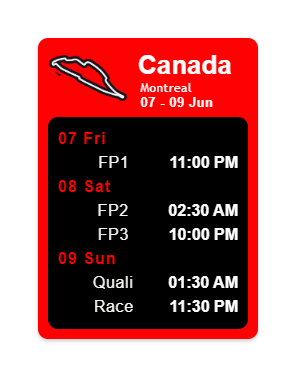 Canada
Montreal
07 - 09 Jun
07 Fri
FP1 11:00 PM
08 Sat
FP2 02:30 AM
FP3 10:00 PM
09 Sun
Quali 01:30 AM
Race 11:30 PM